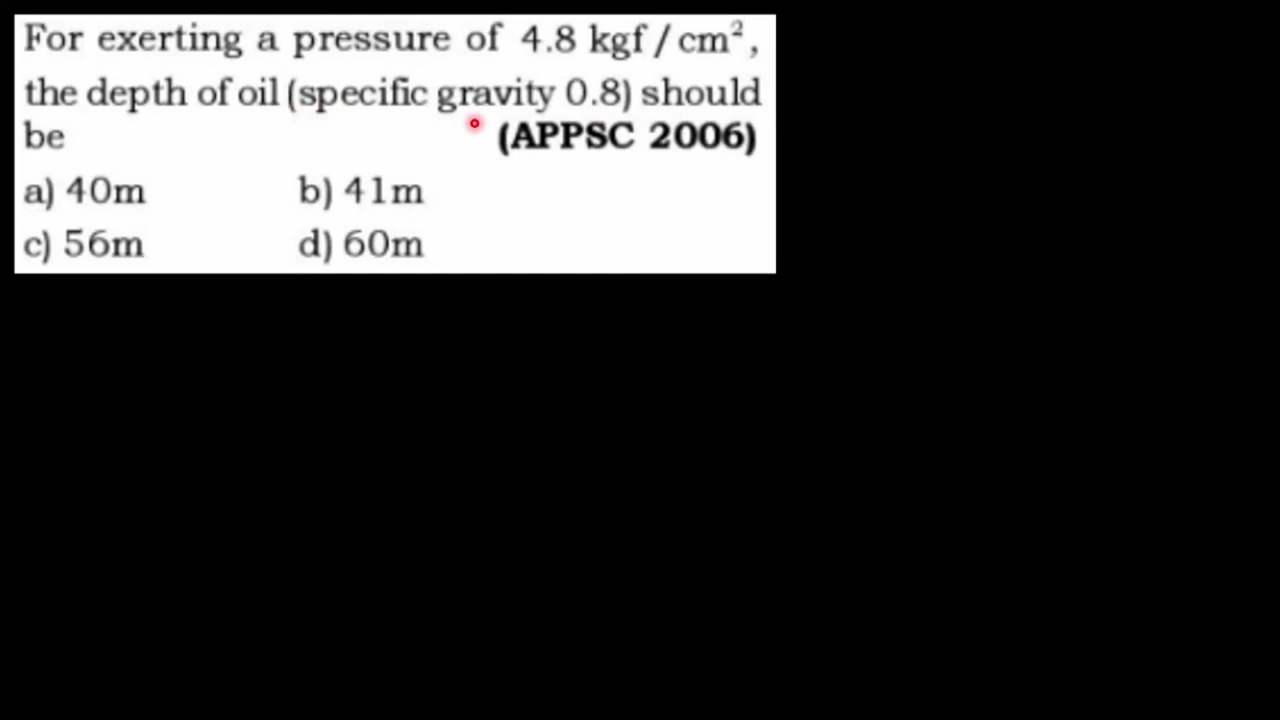 For exerting a pressure of 4.8 kgf / cm²,
the depth of oil (specific gravity 0.8) should
be (APPSC 2006)
a) 40m b) 41m
c) 56m d) 60m